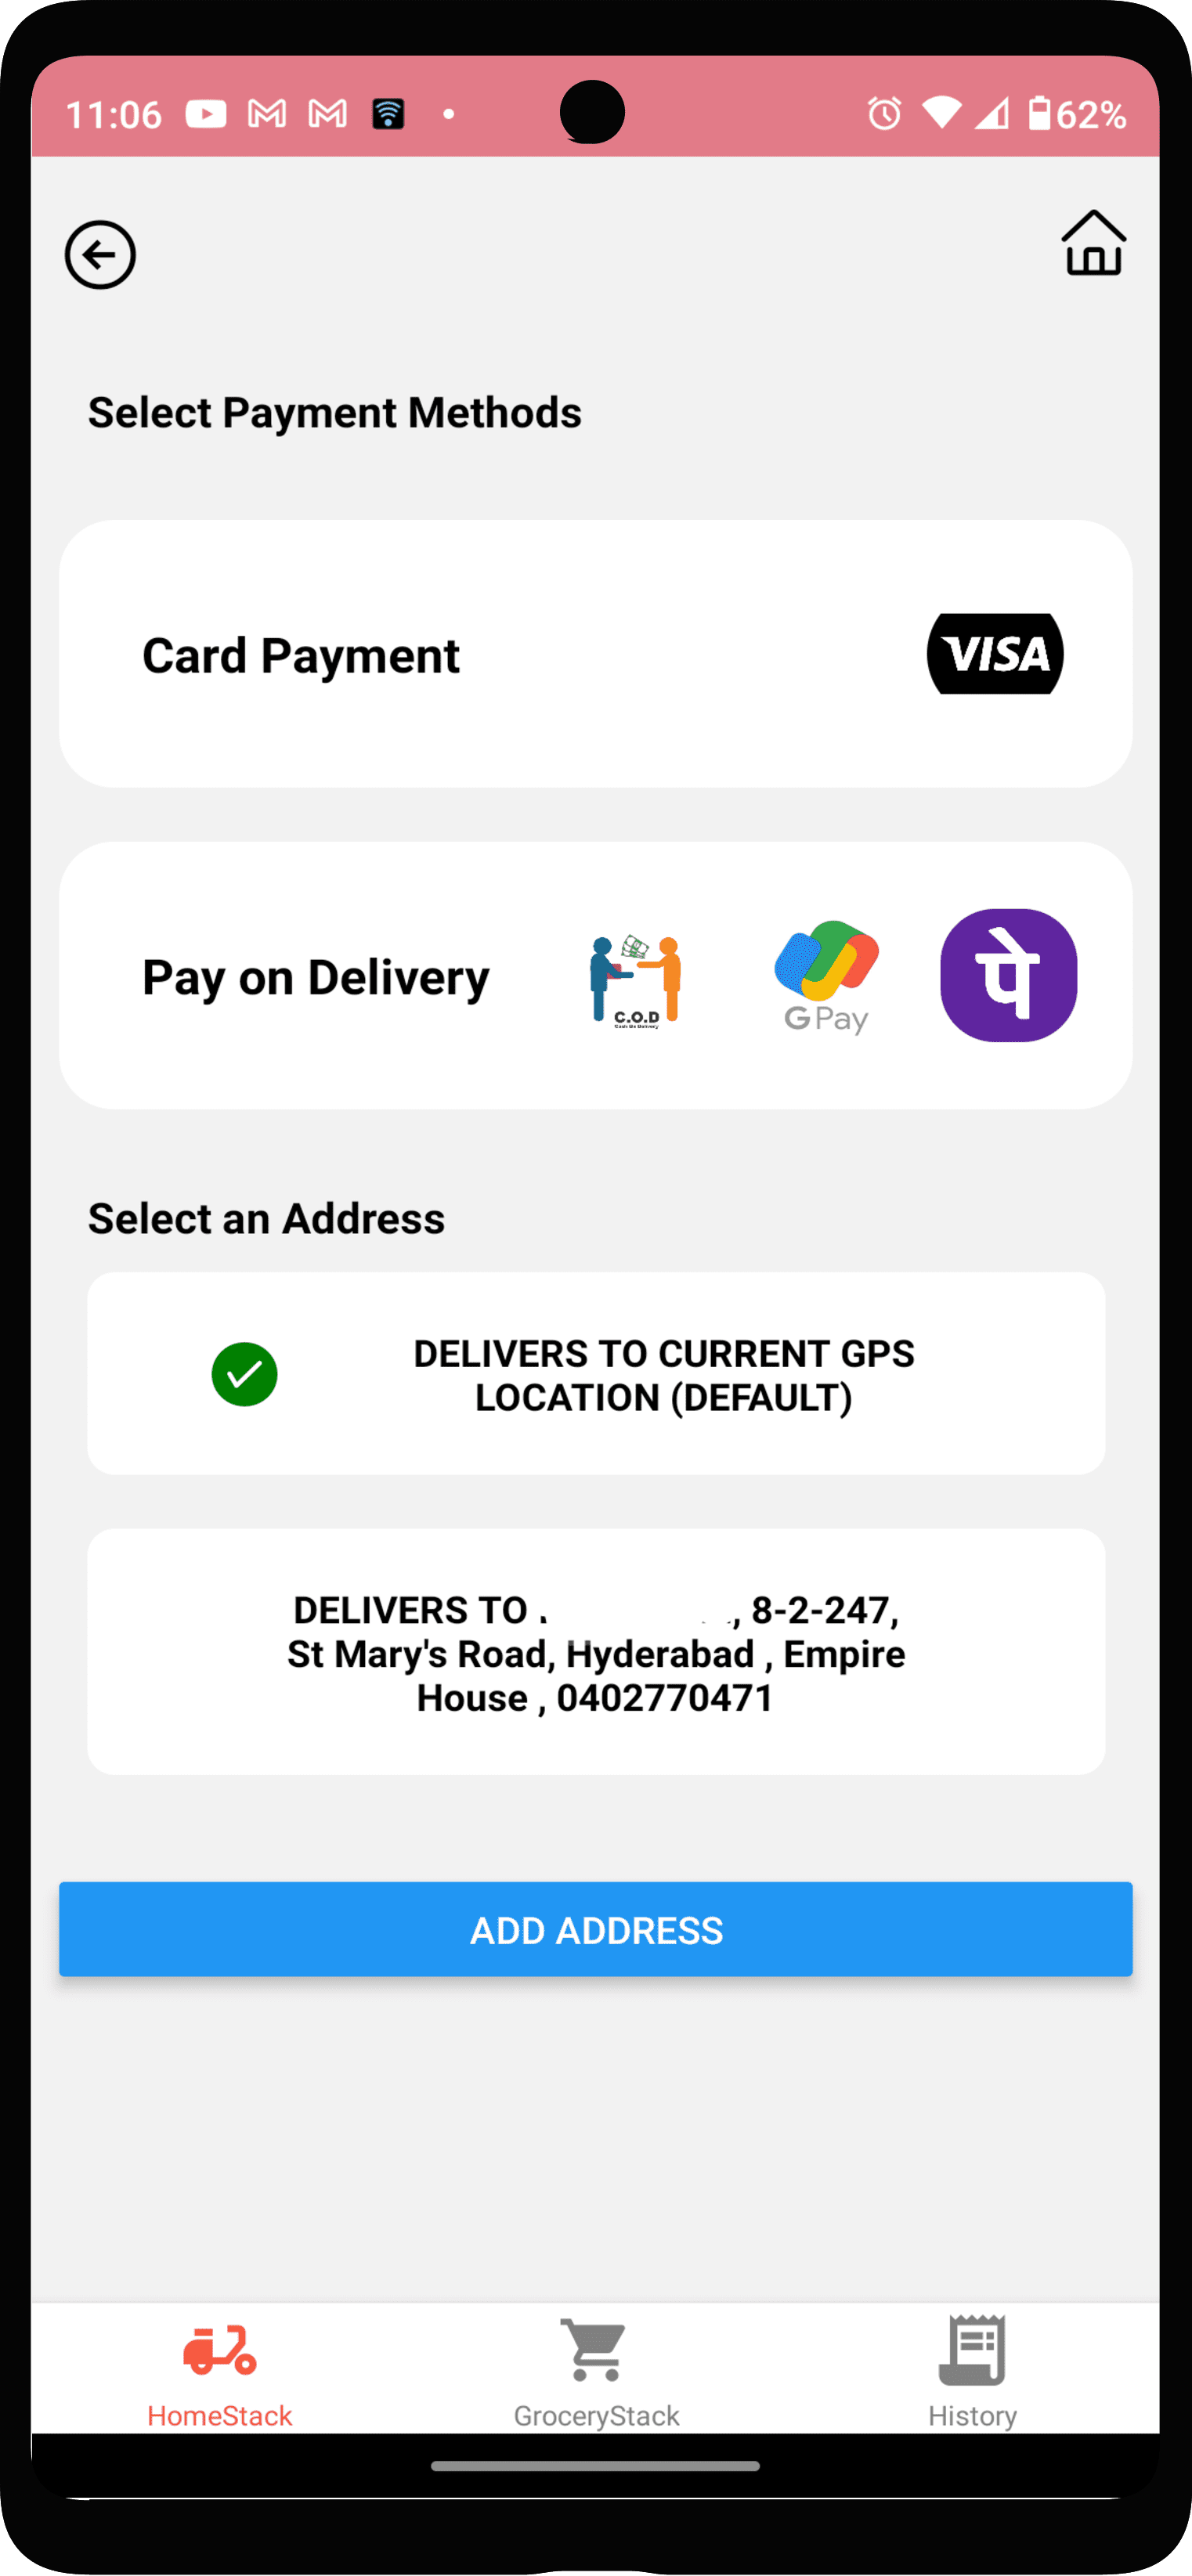 11:06
62%
Select Payment Methods
Card Payment
VISA
Pay on Delivery
C.O.D
Cash On Delivery
G Pay
पे
Select an Address
DELIVERS TO CURRENT GPS
LOCATION (DEFAULT)
DELIVERS TO , 8-2-247,
St Mary's Road, Hyderabad , Empire
House , 0402770471
ADD ADDRESS
HomeStack
GroceryStack
History